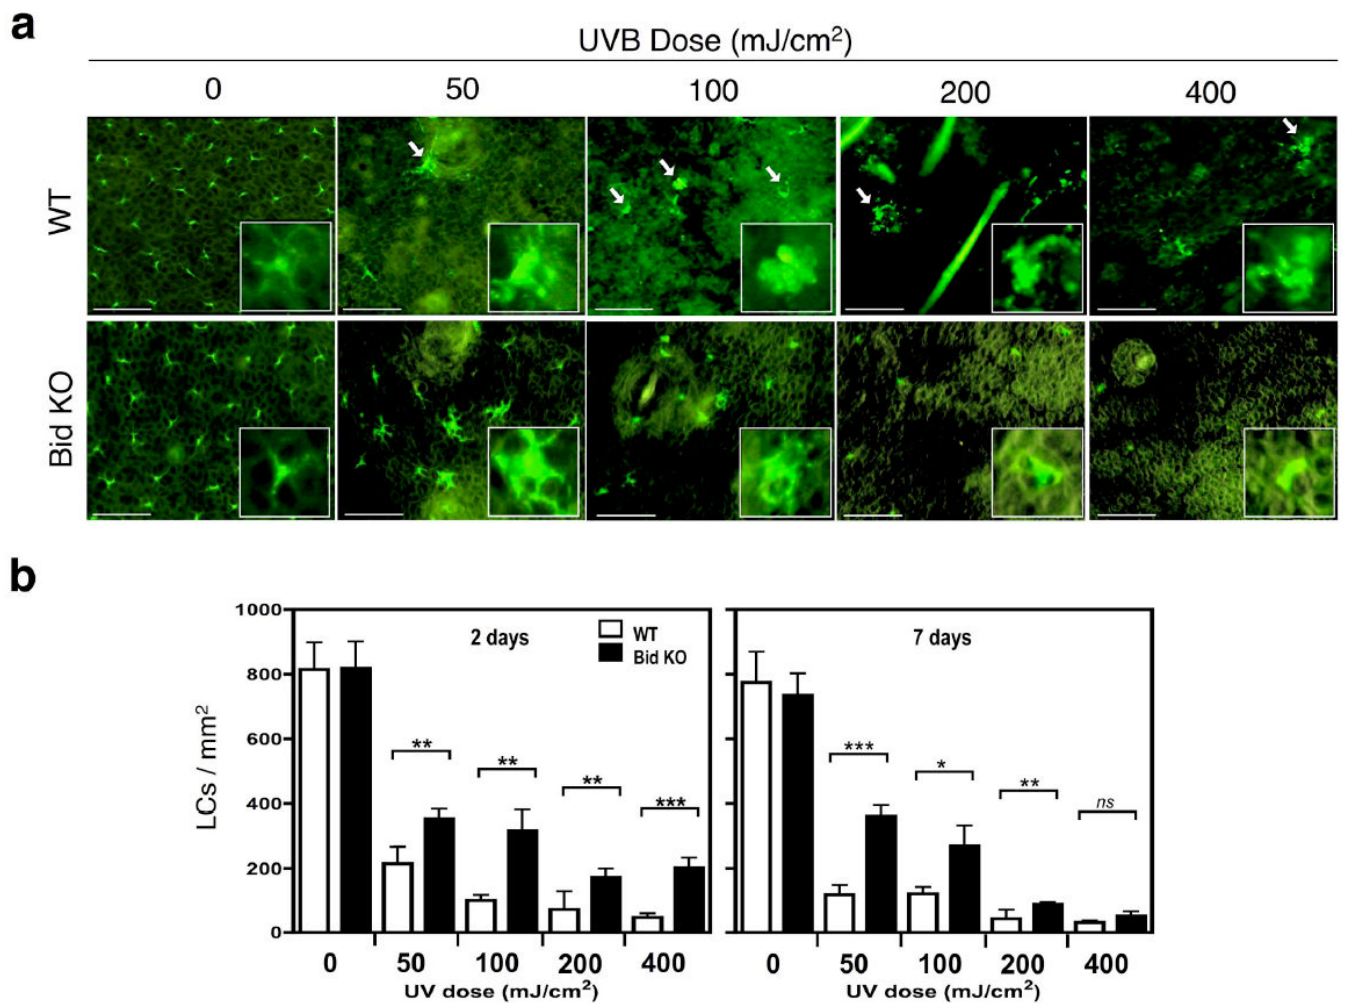 a
UVB Dose (mJ/cm²)
0 50 100 200 400
WT
Bid KO
b
LCs / mm²
1000
800
600
400
200
0
2 days
WT
Bid KO
**
**
**
***
0 50 100 200 400
UV dose (mJ/cm²)
7 days
***
*
**
ns
0 50 100 200 400
UV dose (mJ/cm²)